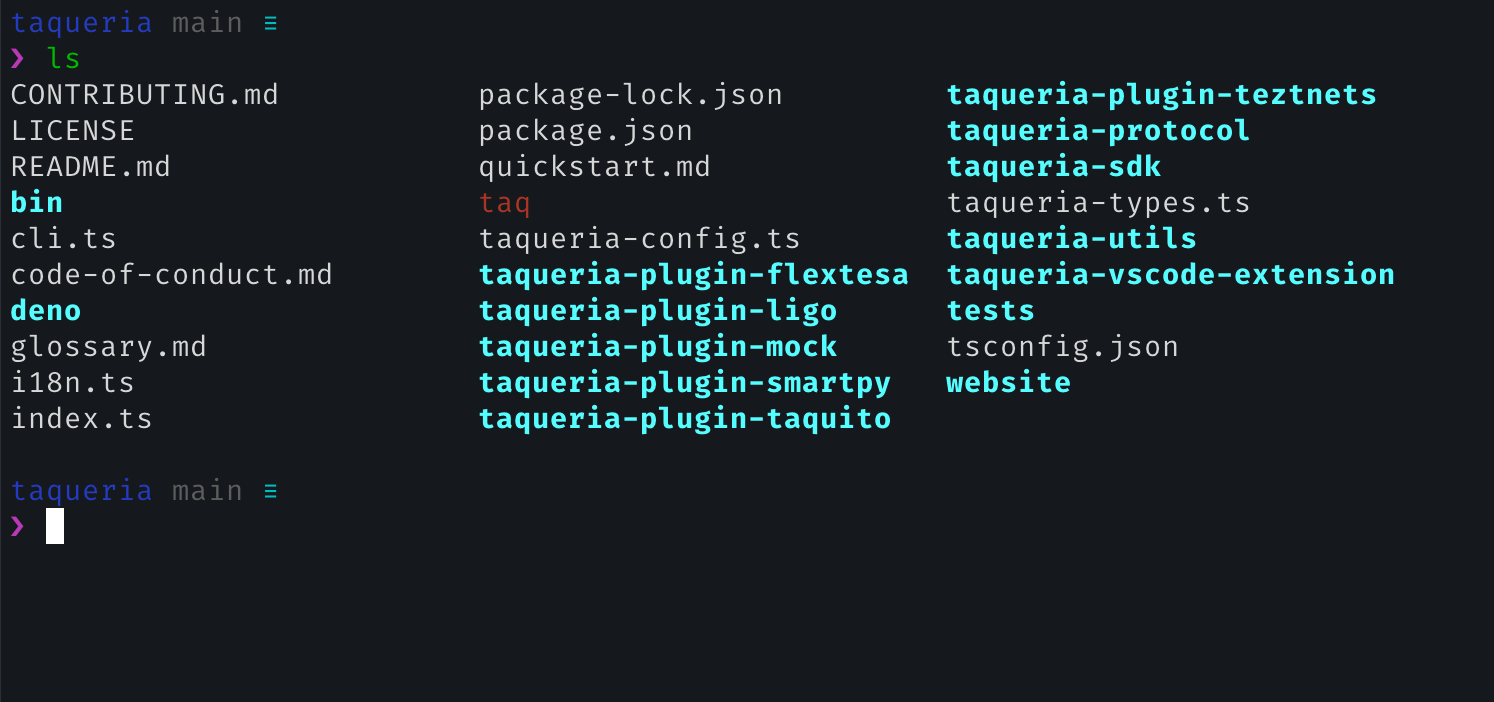 taqueria main ≡
❯ ls
CONTRIBUTING.md package-lock.json taqueria-plugin-teztnets
LICENSE package.json taqueria-protocol
README.md quickstart.md taqueria-sdk
bin taq taqueria-types.ts
cli.ts taqueria-config.ts taqueria-utils
code-of-conduct.md taqueria-plugin-flextesa taqueria-vscode-extension
deno taqueria-plugin-ligo tests
glossary.md taqueria-plugin-mock tsconfig.json
i18n.ts taqueria-plugin-smartpy website
index.ts taqueria-plugin-taquito
taqueria main ≡
❯